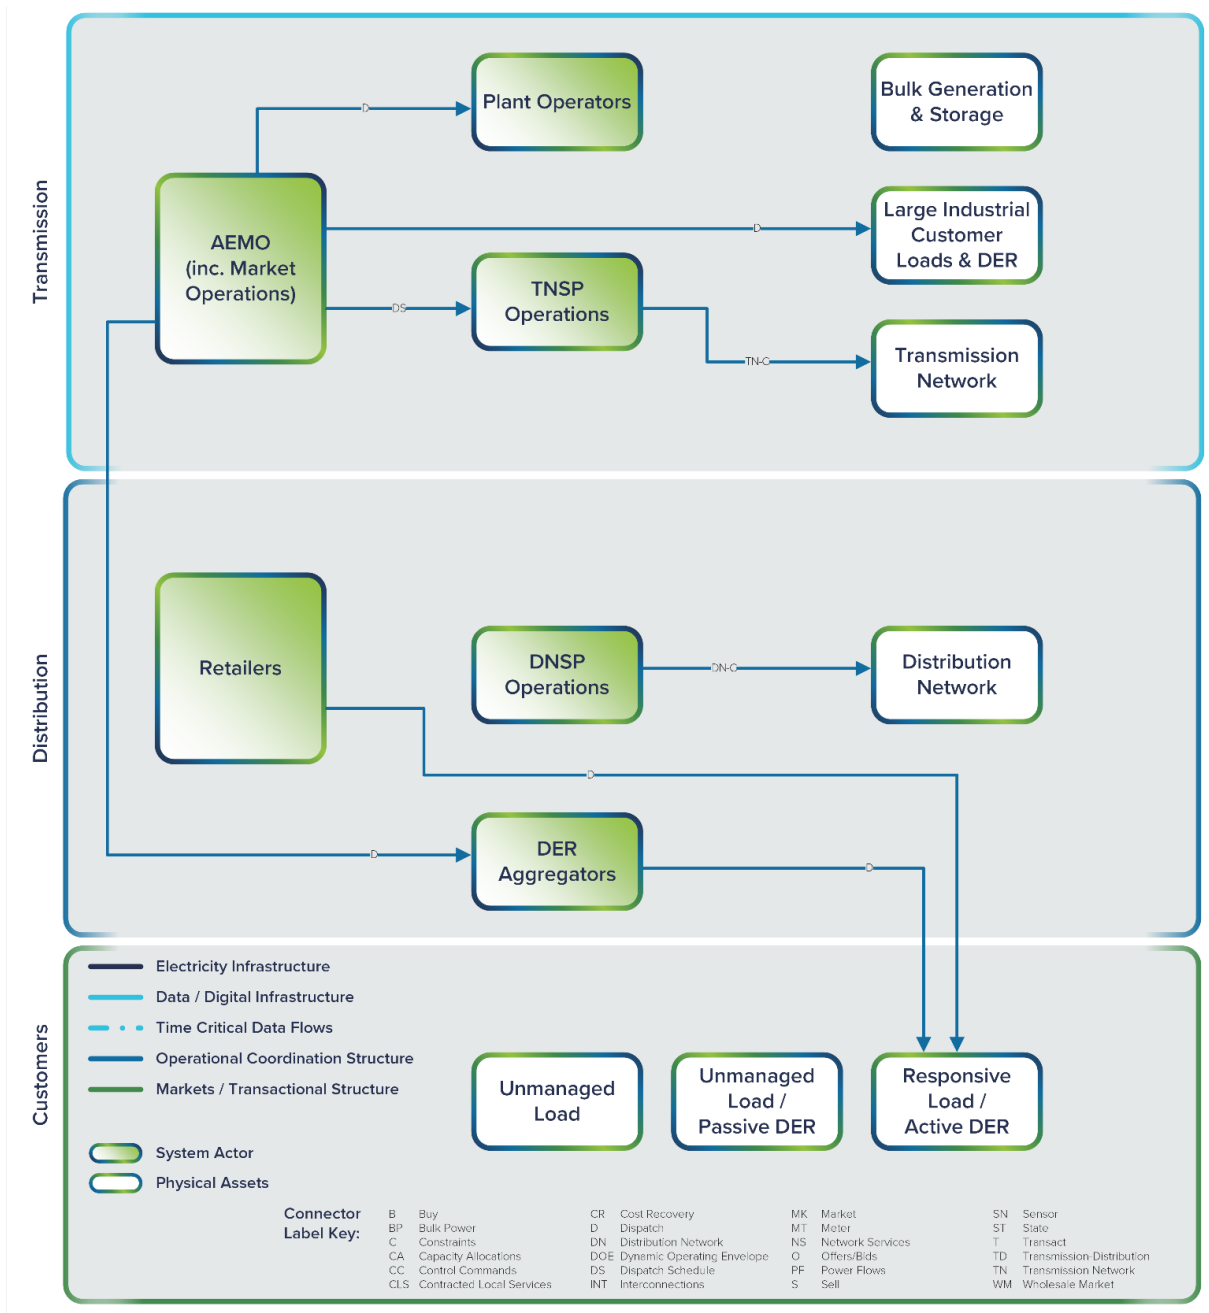 Transmission
Plant Operators
Bulk Generation
& Storage
D
AEMO
(inc. Market
Operations)
Large Industrial
Customer
Loads & DER
D
TNSP
Operations
DS
Transmission
Network
TN-C
Distribution
Retailers
DNSP
Operations
DN-C
Distribution
Network
D
DER
Aggregators
D
D
Customers
Electricity Infrastructure
Data / Digital Infrastructure
Time Critical Data Flows
Operational Coordination Structure
Markets / Transactional Structure
Unmanaged
Load
Unmanaged
Load /
Passive DER
Responsive
Load /
Active DER
System Actor
Physical Assets
Connector
Label Key:
B Buy
BP Bulk Power
C Constraints
CA Capacity Allocations
CC Control Commands
CLS Contracted Local Services
CR Cost Recovery
D Dispatch
DN Distribution Network
DOE Dynamic Operating Envelope
DS Dispatch Schedule
INT Interconnections
MK Market
MT Meter
NS Network Services
O Offers/Bids
PF Power Flows
S Sell
SN Sensor
ST State
T Transact
TD Transmission-Distribution
TN Transmission Network
WM Wholesale Market